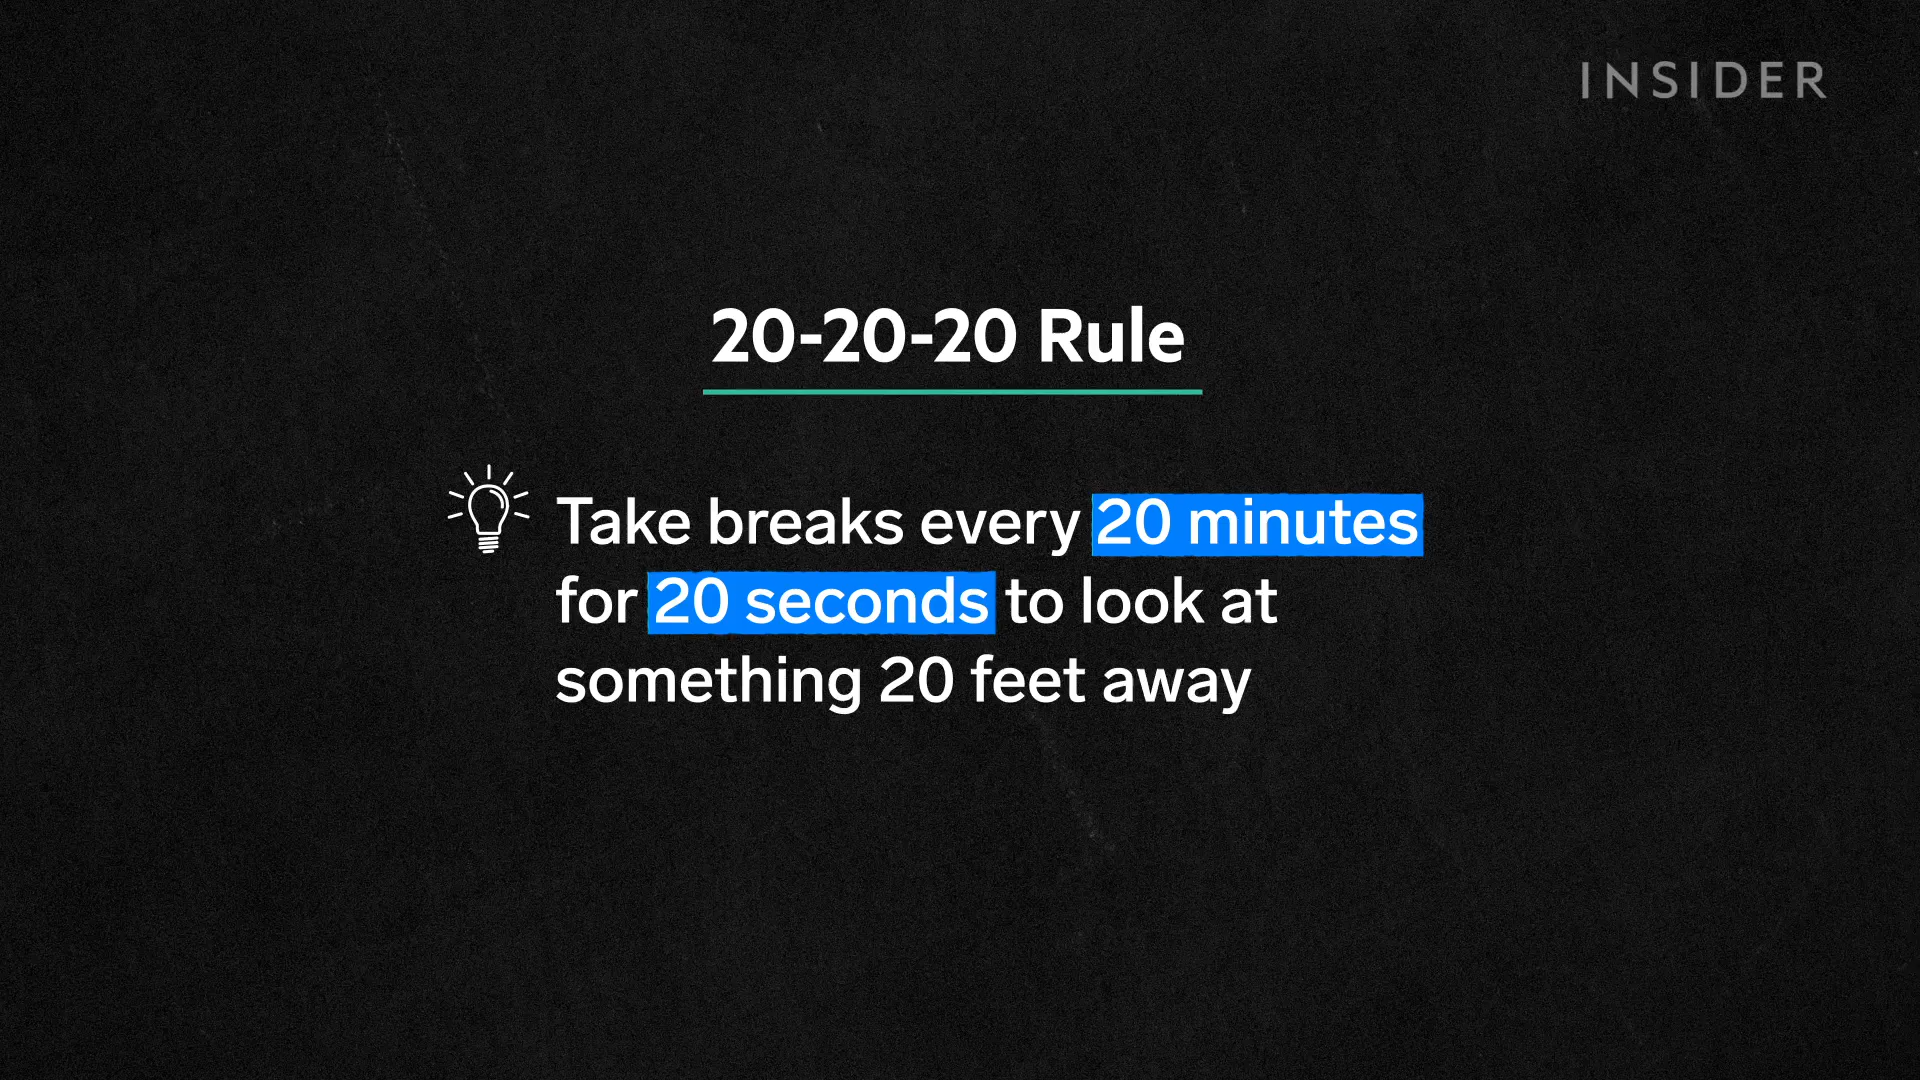 INSIDER
20-20-20 Rule
Take breaks every 20 minutes
for 20 seconds to look at
something 20 feet away